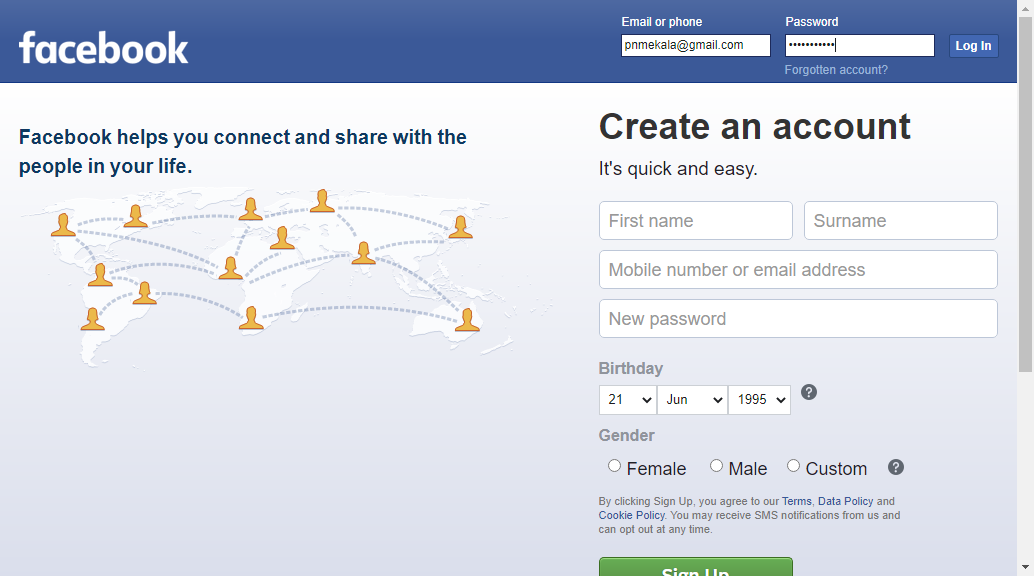 facebook
Email or phone
Password
pnmekala@gmail.com
•••••••••••
Log In
Forgotten account?
Facebook helps you connect and share with the
people in your life.
Create an account
It's quick and easy.
First name
Surname
Mobile number or email address
New password
Birthday
21
Jun
1995
?
Gender
Female
Male
Custom
?
By clicking Sign Up, you agree to our Terms, Data Policy and
Cookie Policy. You may receive SMS notifications from us and
can opt out at any time.
Sign Up